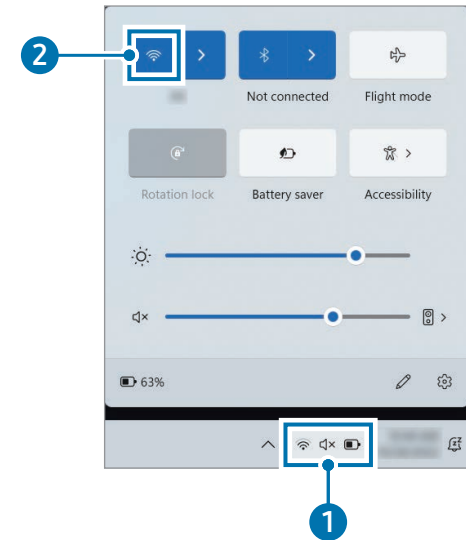 2
Not connected
Flight mode
Rotation lock
Battery saver
Accessibility
63%
1